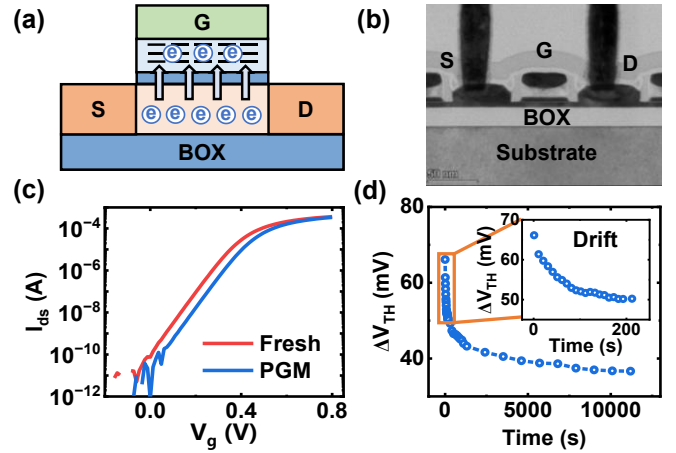 (a)
G
e e e
e e e e e
S
D
BOX
(b)
S
G
D
BOX
Substrate
(c)
I_ds (A)
10⁻⁴
10⁻⁶
10⁻⁸
10⁻¹⁰
10⁻¹²
Fresh
PGM
0.0 0.4 0.8
V_g (V)
(d)
ΔV_TH (mV)
80
60
40
0 5000 10000
Time (s)
Drift
ΔV_TH (mV)
70
60
50
0 100 200
Time (s)